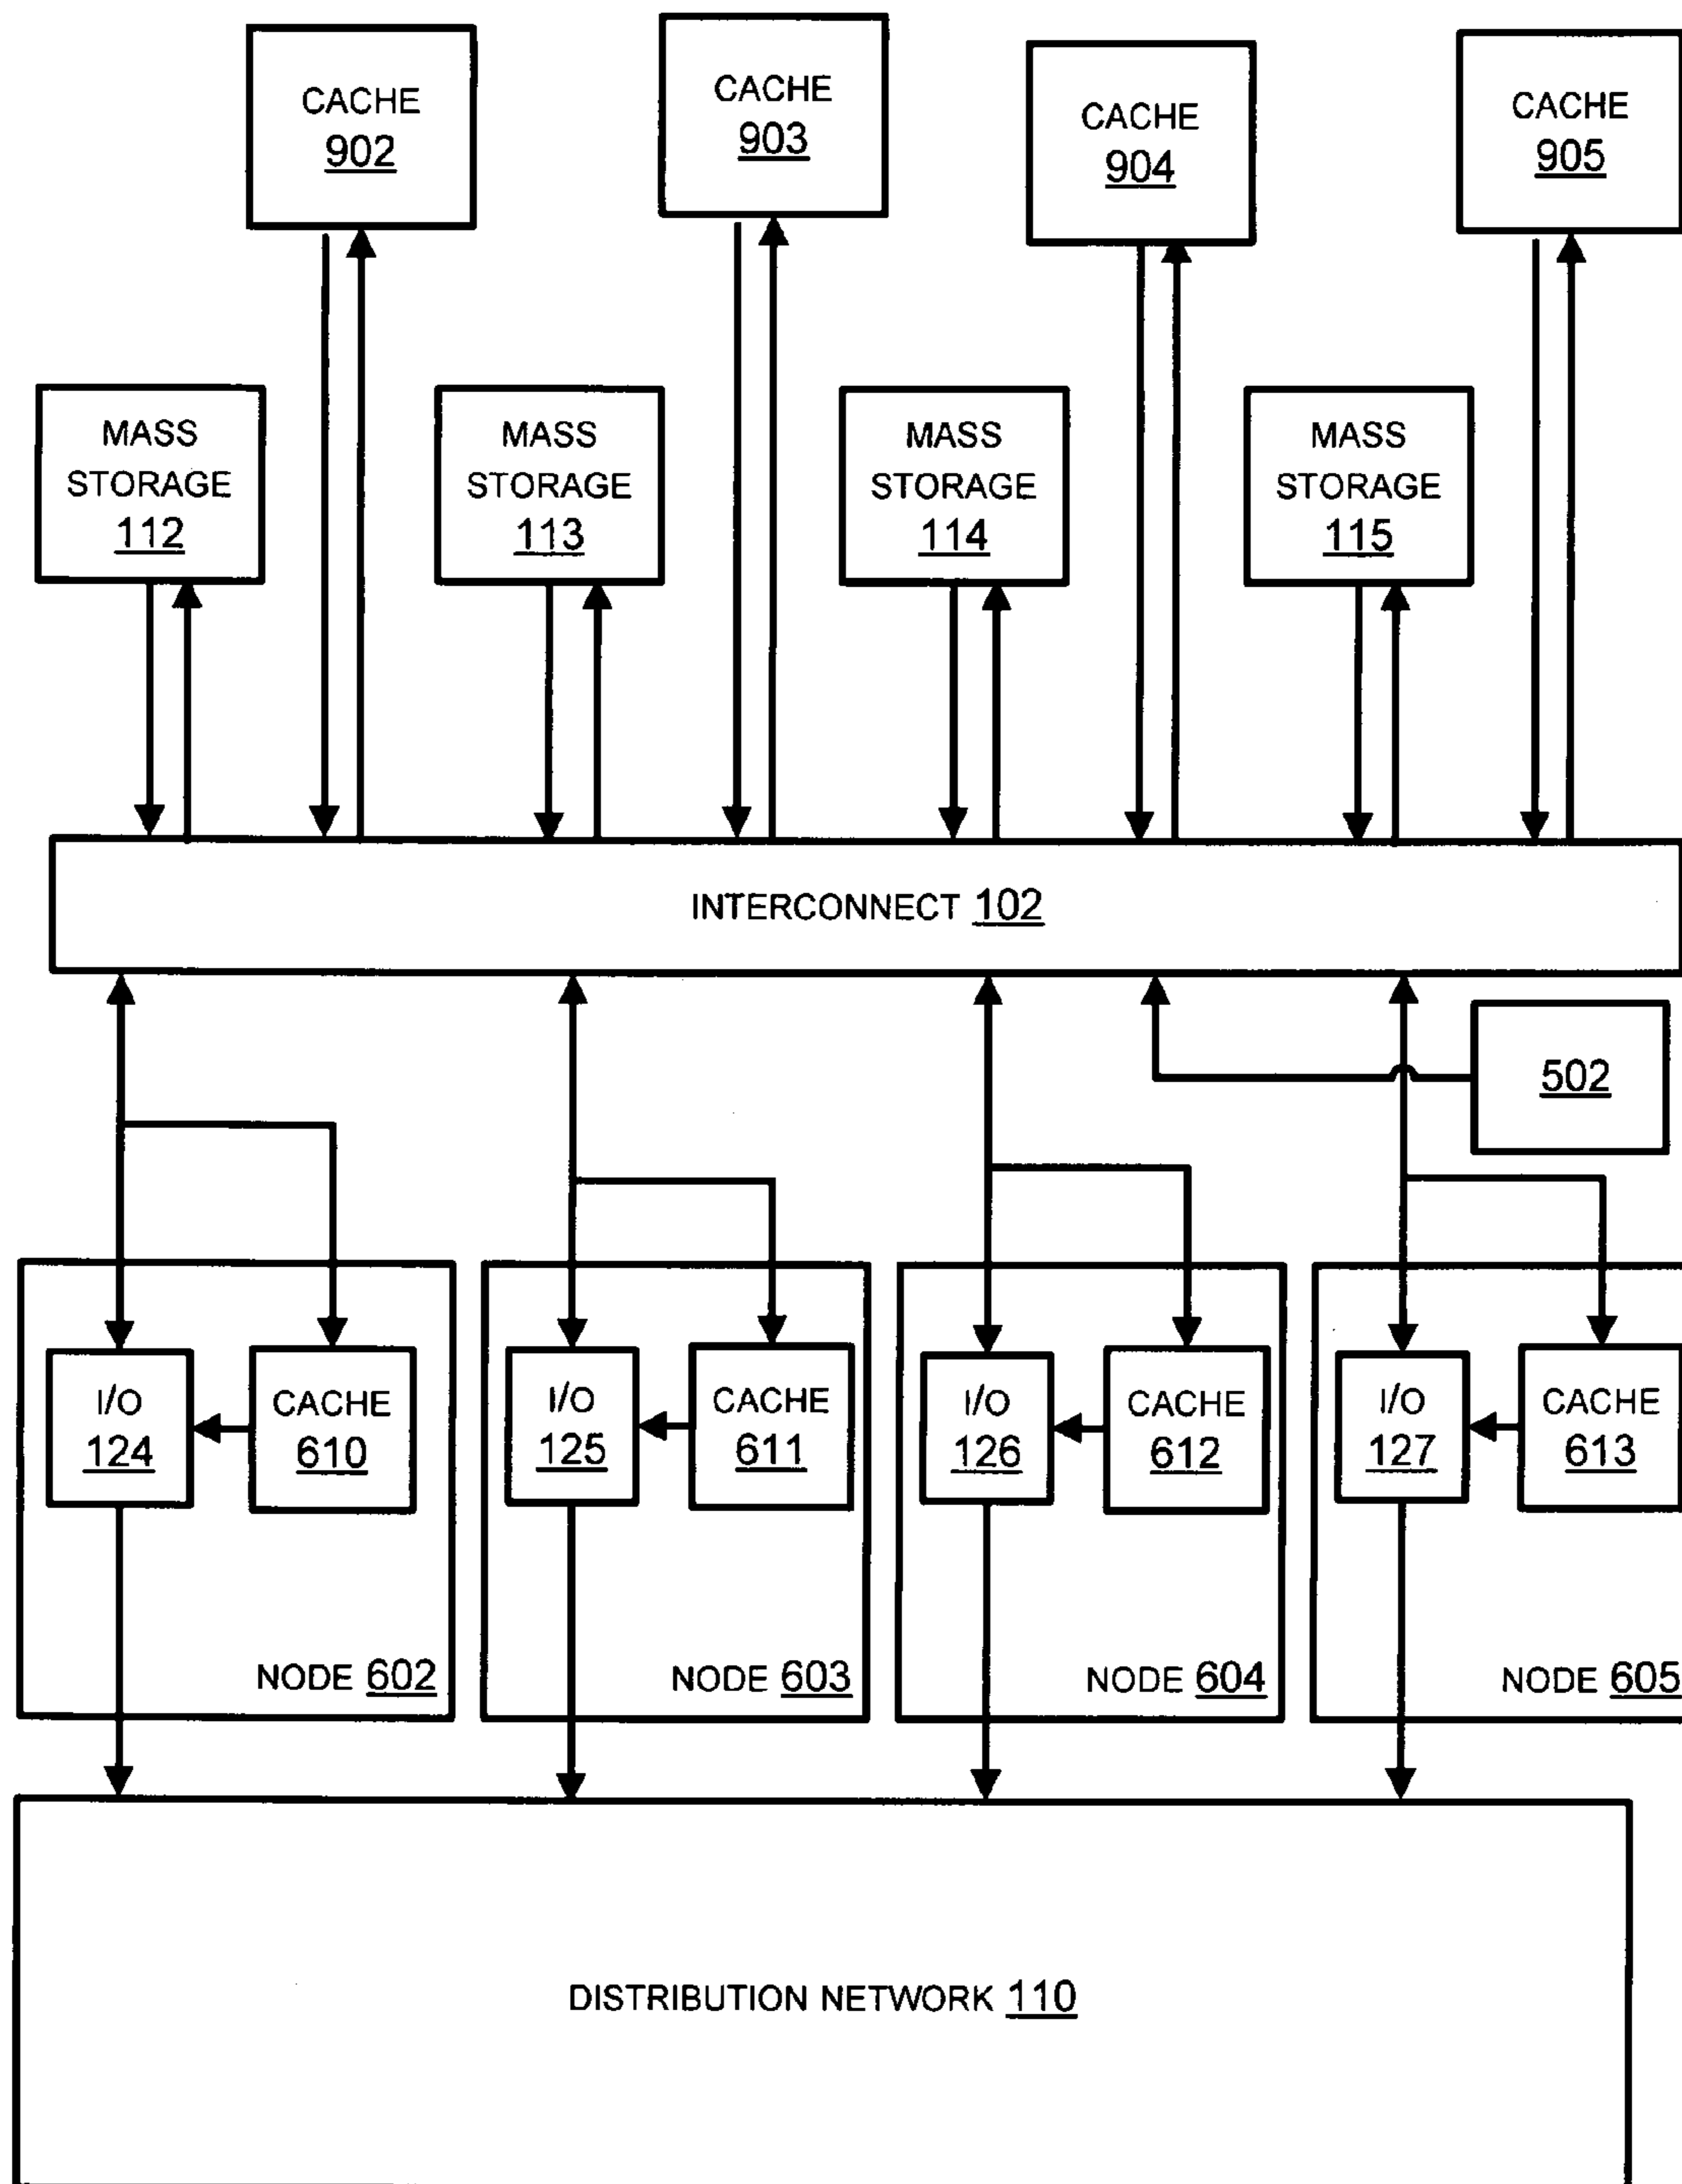 CACHE
902
CACHE
903
CACHE
904
CACHE
905
MASS
STORAGE
112
MASS
STORAGE
113
MASS
STORAGE
114
MASS
STORAGE
115
INTERCONNECT 102
502
I/O
124
CACHE
610
NODE 602
I/O
125
CACHE
611
NODE 603
I/O
126
CACHE
612
NODE 604
I/O
127
CACHE
613
NODE 605
DISTRIBUTION NETWORK 110